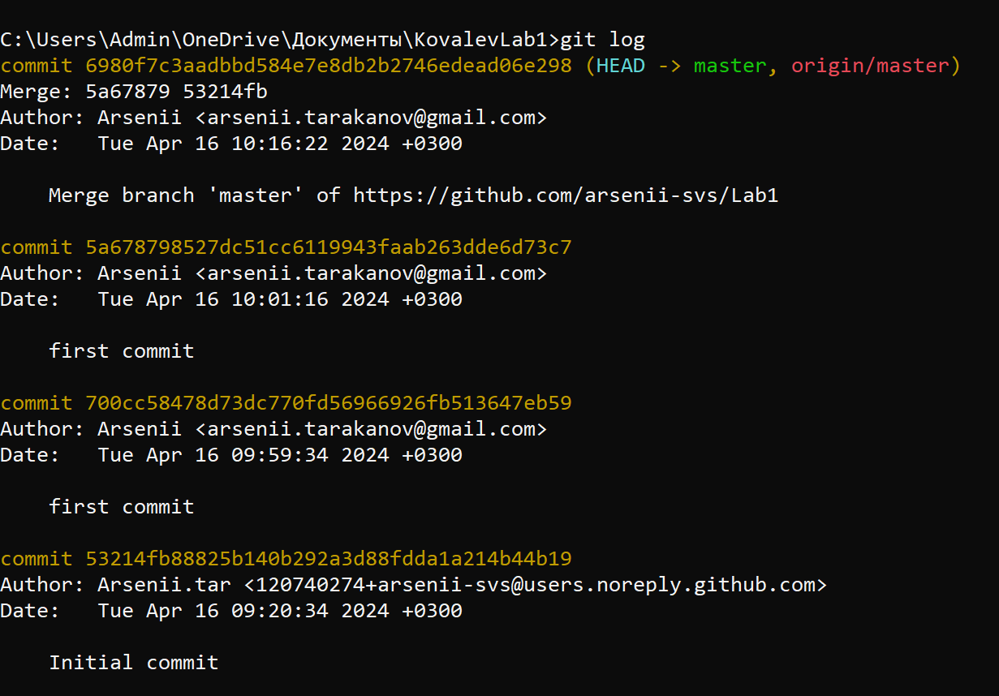 C:\Users\Admin\OneDrive\Документы\KovalevLab1>git log
commit 6980f7c3aadbbd584e7e8db2b2746edead06e298 (HEAD -> master, origin/master)
Merge: 5a67879 53214fb
Author: Arsenii <arsenii.tarakanov@gmail.com>
Date:   Tue Apr 16 10:16:22 2024 +0300
    Merge branch 'master' of https://github.com/arsenii-svs/Lab1
commit 5a678798527dc51cc6119943faab263dde6d73c7
Author: Arsenii <arsenii.tarakanov@gmail.com>
Date:   Tue Apr 16 10:01:16 2024 +0300
    first commit
commit 700cc58478d73dc770fd56966926fb513647eb59
Author: Arsenii <arsenii.tarakanov@gmail.com>
Date:   Tue Apr 16 09:59:34 2024 +0300
    first commit
commit 53214fb88825b140b292a3d88fdda1a214b44b19
Author: Arsenii.tar <120740274+arsenii-svs@users.noreply.github.com>
Date:   Tue Apr 16 09:20:34 2024 +0300
    Initial commit